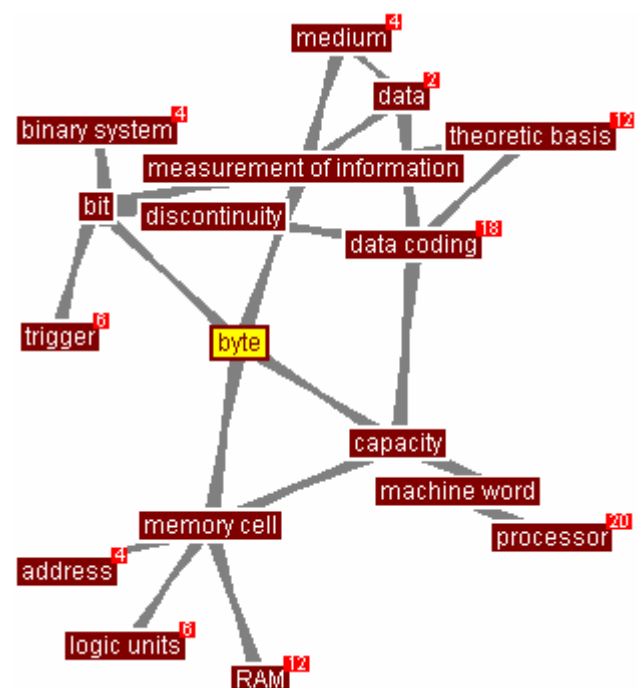 4
medium
2
data
4
binary system
12
theoretic basis
measurement of information
bit
discontinuity
18
data coding
6
trigger
byte
capacity
machine word
memory cell
20
processor
4
address
6
logic units
12
RAM